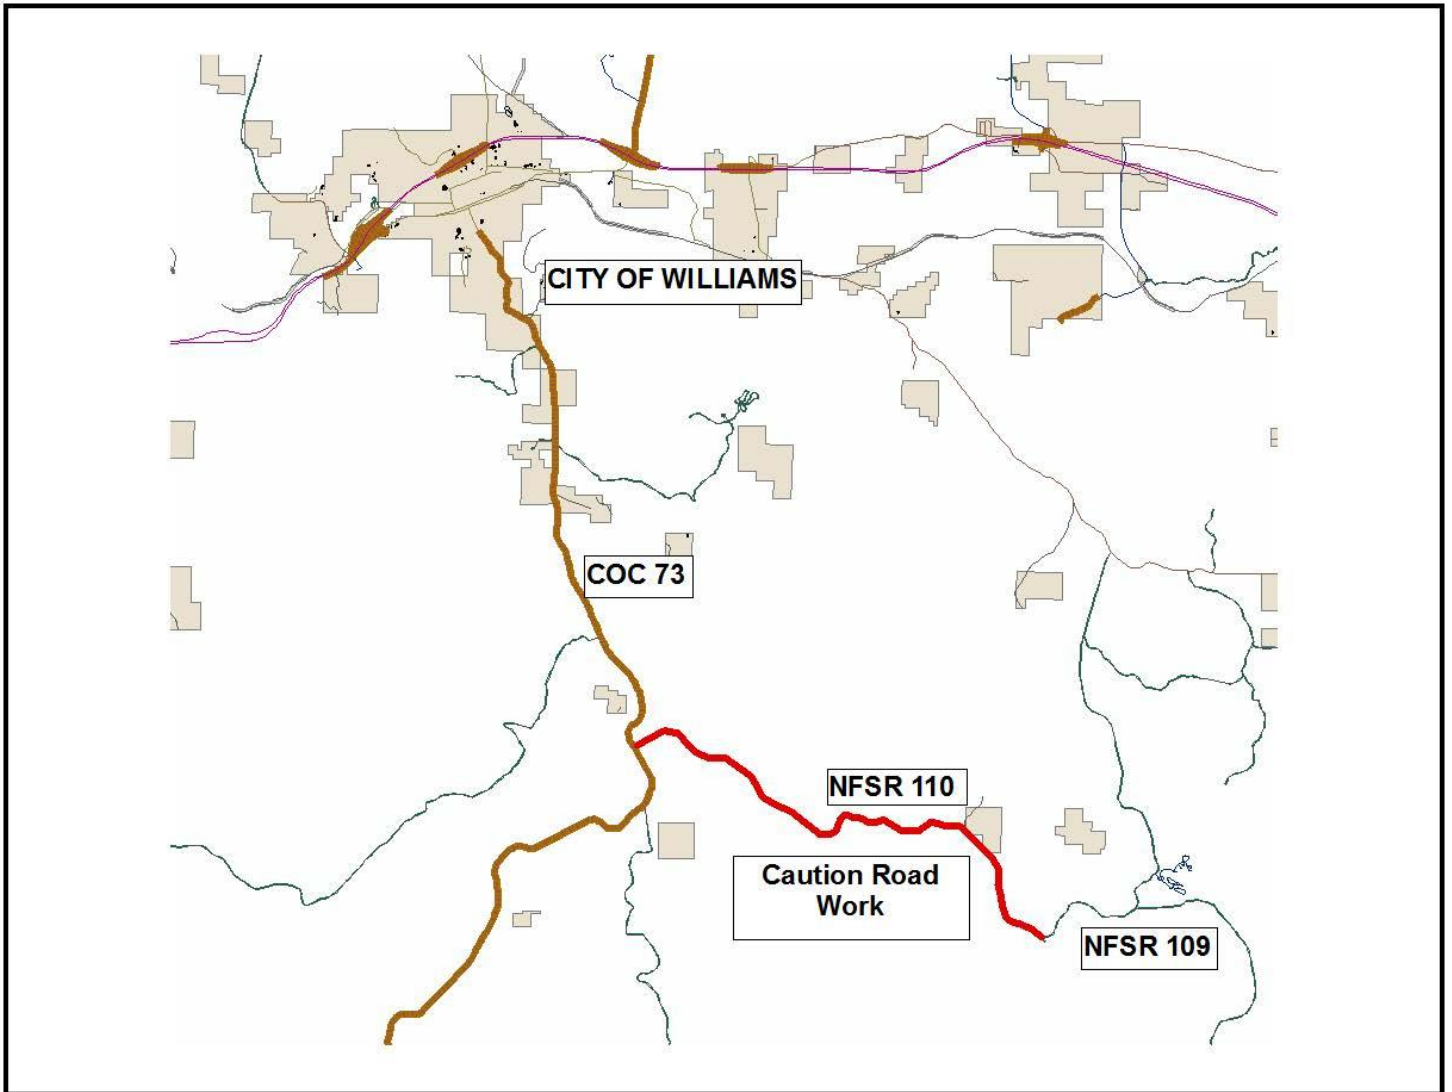 CITY OF WILLIAMS
COC 73
NFSR 110
Caution Road
Work
NFSR 109